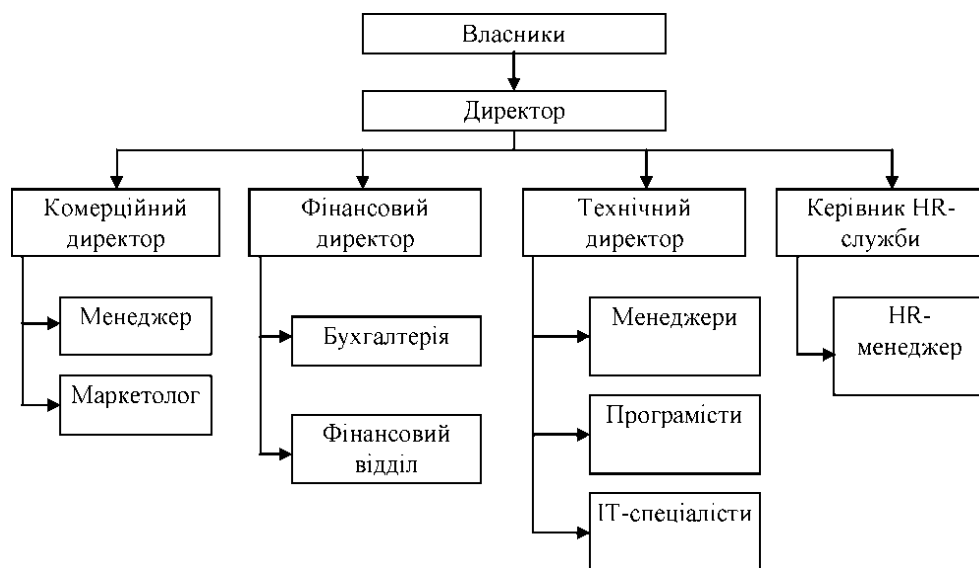 Власники
Директор
Комерційний
директор
Фінансовий
директор
Технічний
директор
Керівник HR-
служби
Менеджер
Маркетолог
Бухгалтерія
Фінансовий
відділ
Менеджери
Програмісти
ІТ-спеціалісти
HR-
менеджер